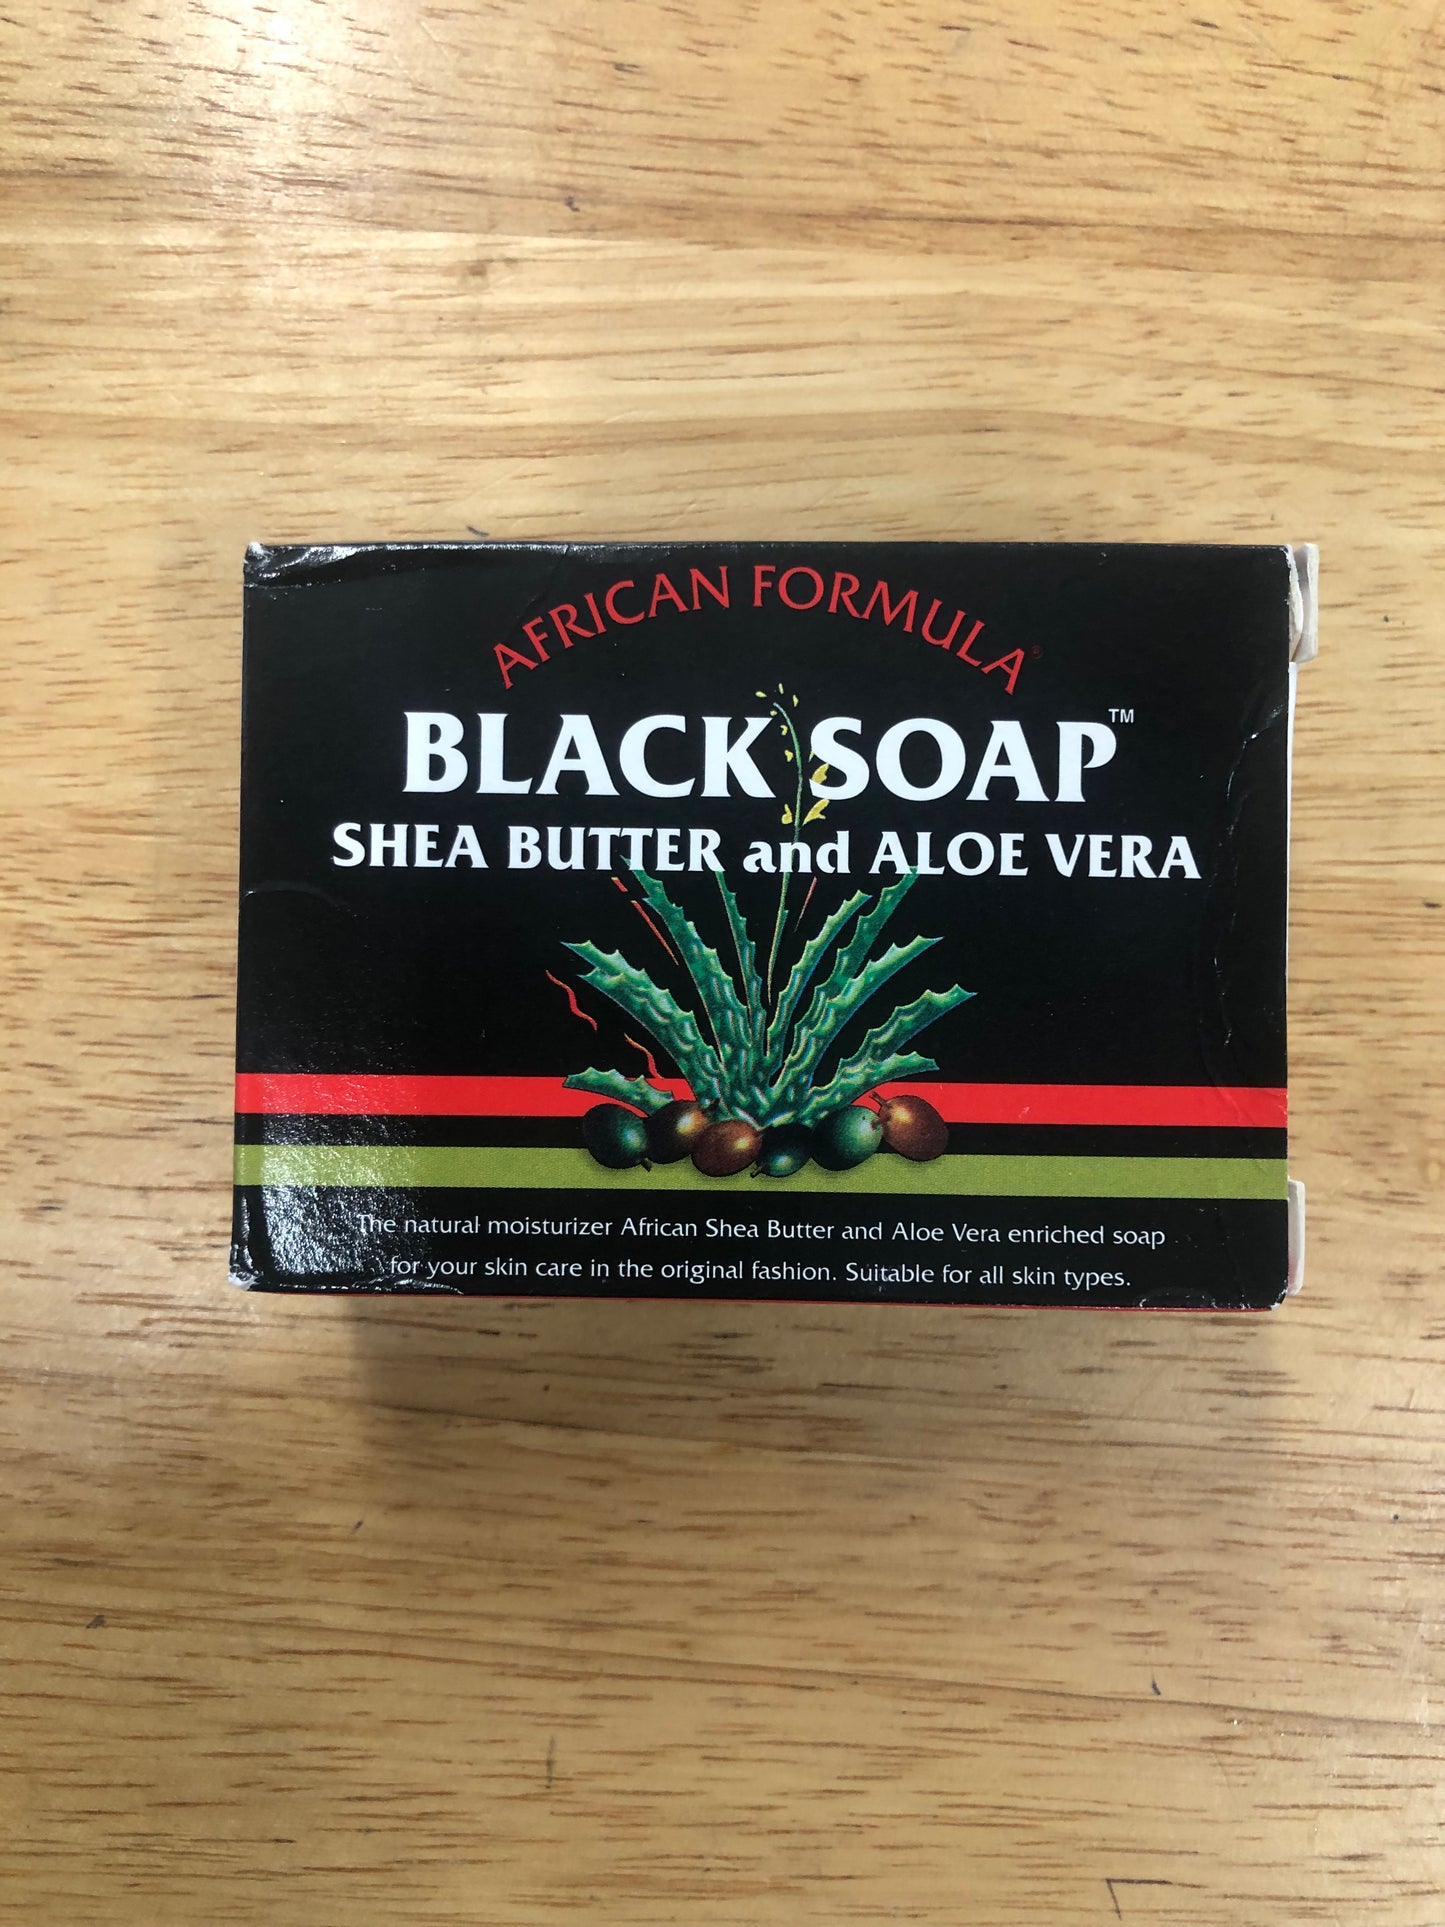 AFRICAN FORMULA®
BLACK SOAP™
SHEA BUTTER and ALOE VERA
The natural moisturizer African Shea Butter and Aloe Vera enriched soap
for your skin care in the original fashion. Suitable for all skin types.